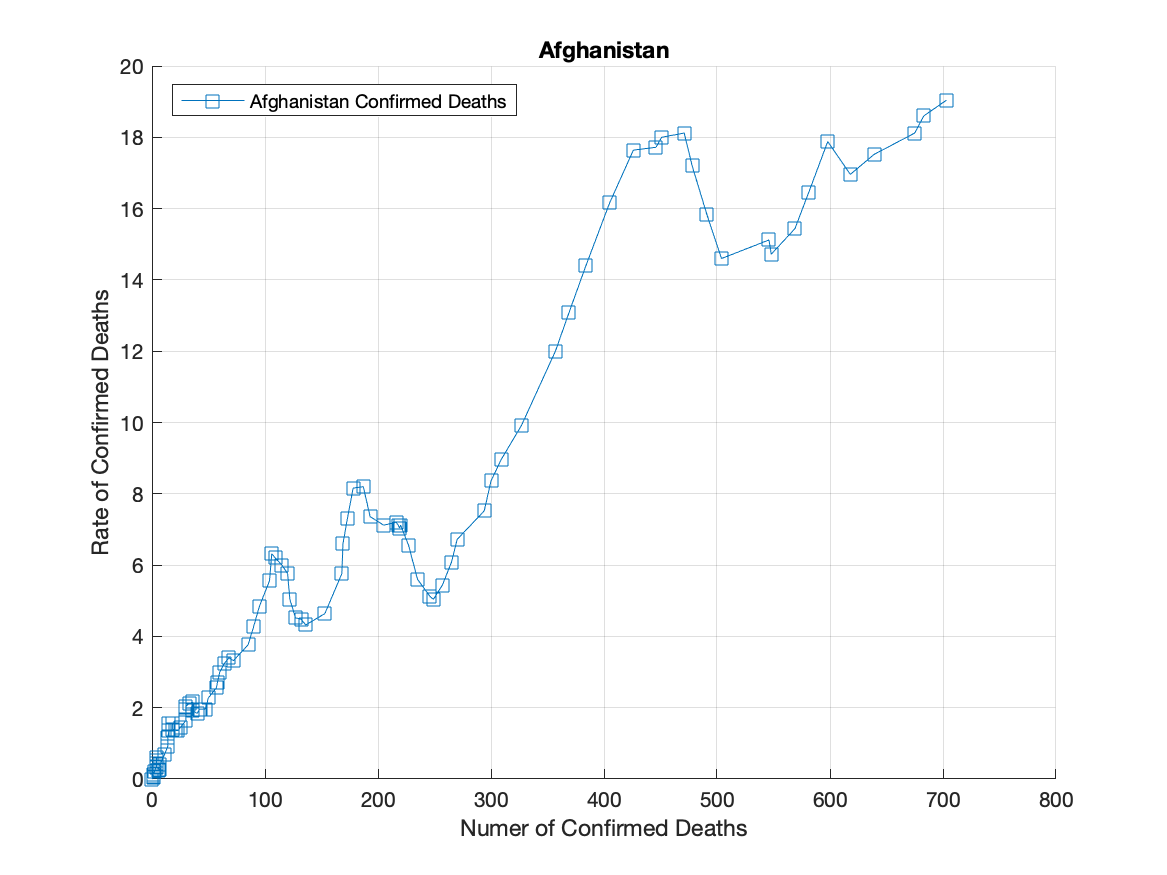 Afghanistan
Afghanistan Confirmed Deaths
20
18
16
14
12
10
8
6
4
2
0
Rate of Confirmed Deaths
0 100 200 300 400 500 600 700 800
Numer of Confirmed Deaths